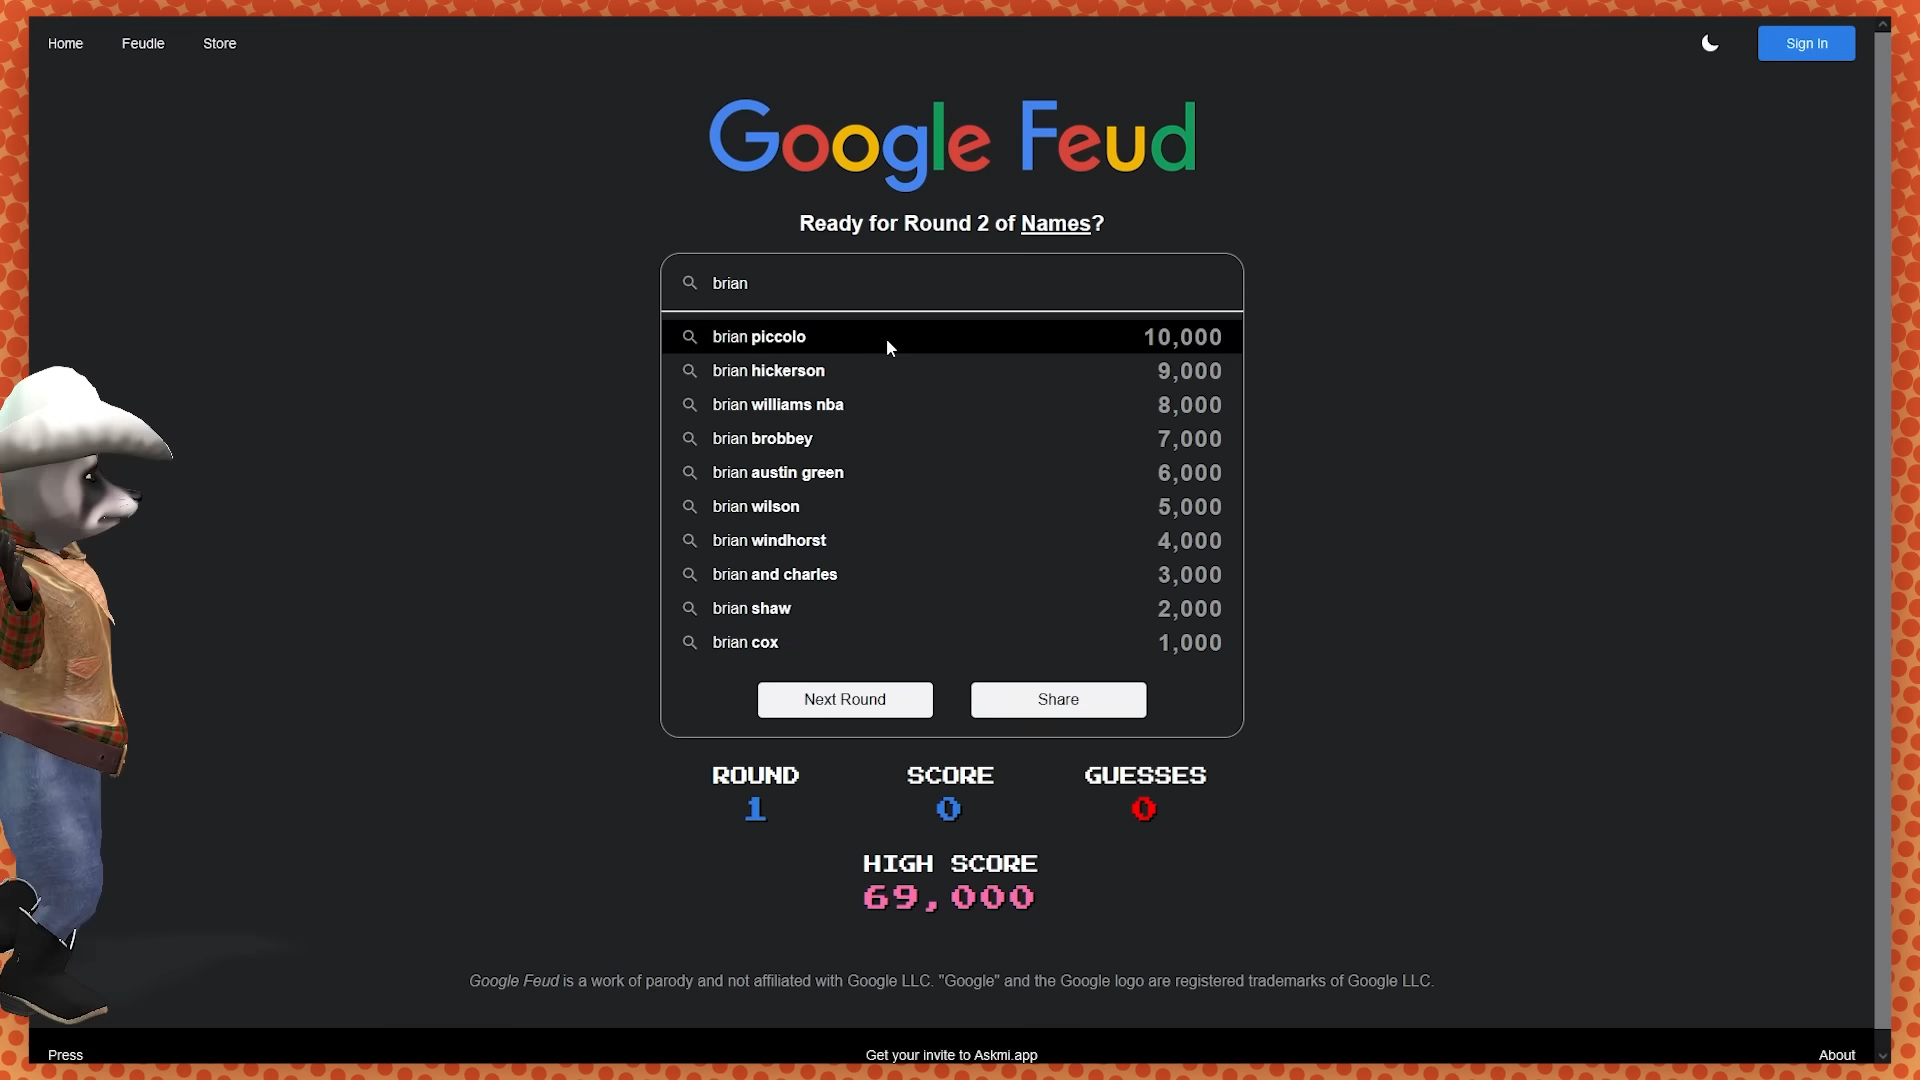 Home Feudle Store Sign In
Google Feud
Ready for Round 2 of Names?
brian
brian piccolo 10,000
brian hickerson 9,000
brian williams nba 8,000
brian brobbey 7,000
brian austin green 6,000
brian wilson 5,000
brian windhorst 4,000
brian and charles 3,000
brian shaw 2,000
brian cox 1,000
Next Round Share
ROUND SCORE GUESSES
1 0 0
HIGH SCORE
69,000
Google Feud is a work of parody and not affiliated with Google LLC. "Google" and the Google logo are registered trademarks of Google LLC.
Press Get your invite to Askmi.app About